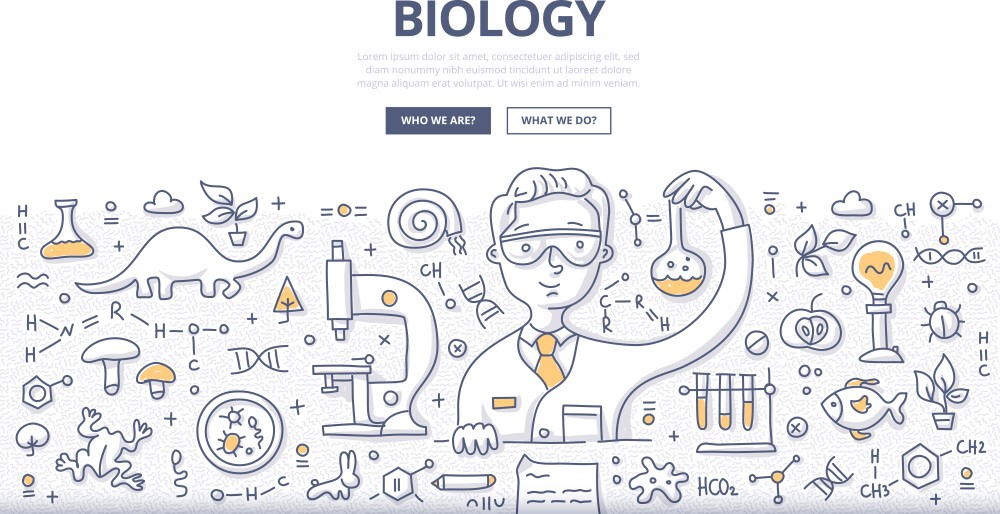 BIOLOGY
Lorem ipsum dolor sit amet, consectetuer adipiscing elit, sed
diam nonummy nibh euismod tincidunt ut laoreet dolore
magna aliquam erat volutpat. Ut wisi enim ad minim veniam.
WHO WE ARE? WHAT WE DO?
H
C
CH
CH
C R
R H
H N R H O O
H C
O H C
HCO2
H
CH3
CH2
H
C